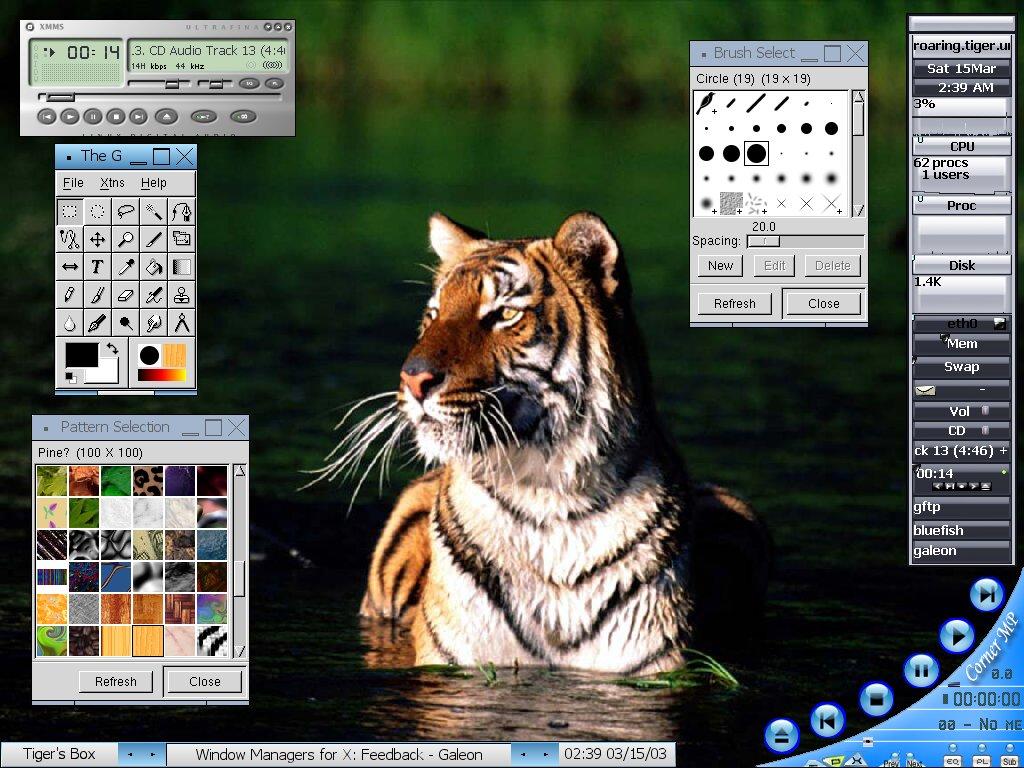 XMMS
ULTRAFINA
00:14
.3. CD Audio Track 13 (4:4
14H kbps 44 kHz
LINUX DIGITAL AUDIO
The G
File Xtns Help
Pattern Selection
Pine? (100 X 100)
Refresh Close
Brush Select
Circle (19) (19 x 19)
20.0
Spacing:
New Edit Delete
Refresh Close
roaring.tiger.u
Sat 15Mar
2:39 AM
3%
0
CPU
62 procs
1 users
0
Proc
Disk
1.4K
eth0
Mem
Swap
-
Vol
CD
ck 13 (4:46) +
00:14
gftp
bluefish
galeon
Corner MP
0.0
00:00:00
00 - No ME
Prev Next EQ PL Sub
Tiger's Box
Window Managers for X: Feedback - Galeon
02:39 03/15/03